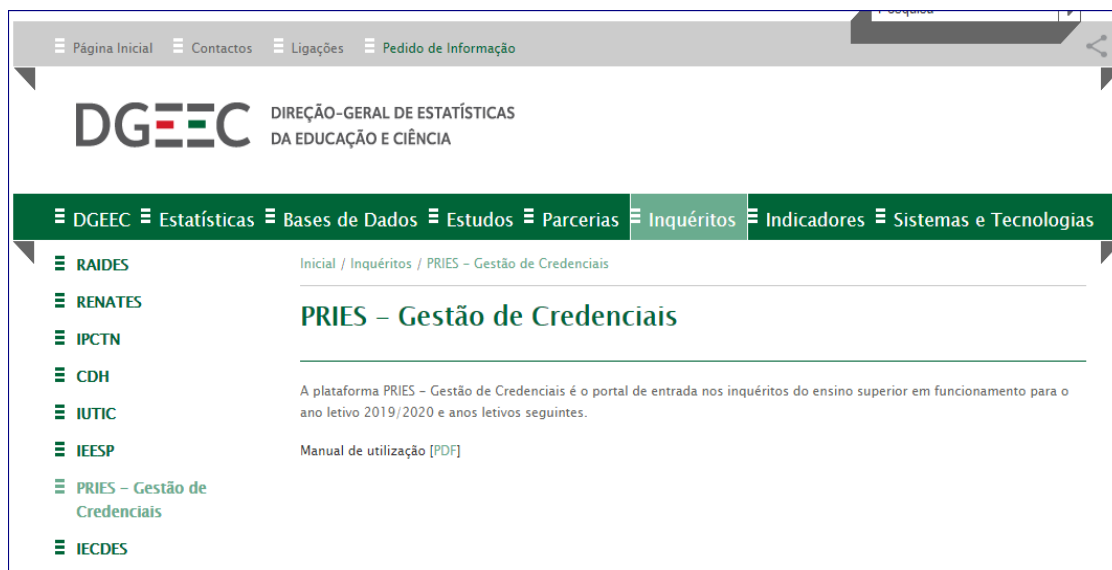 Página Inicial Contactos Ligações Pedido de Informação
DGEEC DIREÇÃO-GERAL DE ESTATÍSTICAS
DA EDUCAÇÃO E CIÊNCIA
DGEEC Estatísticas Bases de Dados Estudos Parcerias Inquéritos Indicadores Sistemas e Tecnologias
RAIDES
RENATES
IPCTN
CDH
IUTIC
IEESP
PRIES – Gestão de
Credenciais
IECDES
Inicial / Inquéritos / PRIES – Gestão de Credenciais
PRIES – Gestão de Credenciais
A plataforma PRIES – Gestão de Credenciais é o portal de entrada nos inquéritos do ensino superior em funcionamento para o
ano letivo 2019/2020 e anos letivos seguintes.
Manual de utilização [PDF]